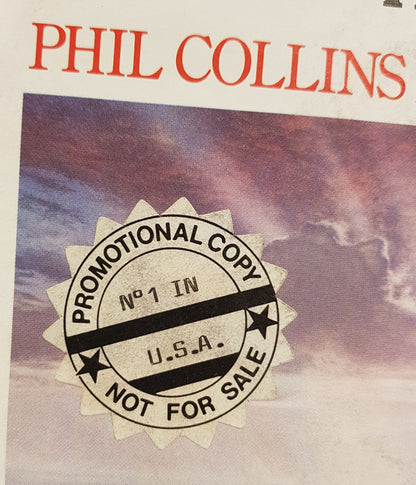 PHIL COLLINS
PROMOTIONAL COPY
Nº1 IN
U.S.A.
NOT FOR SALE